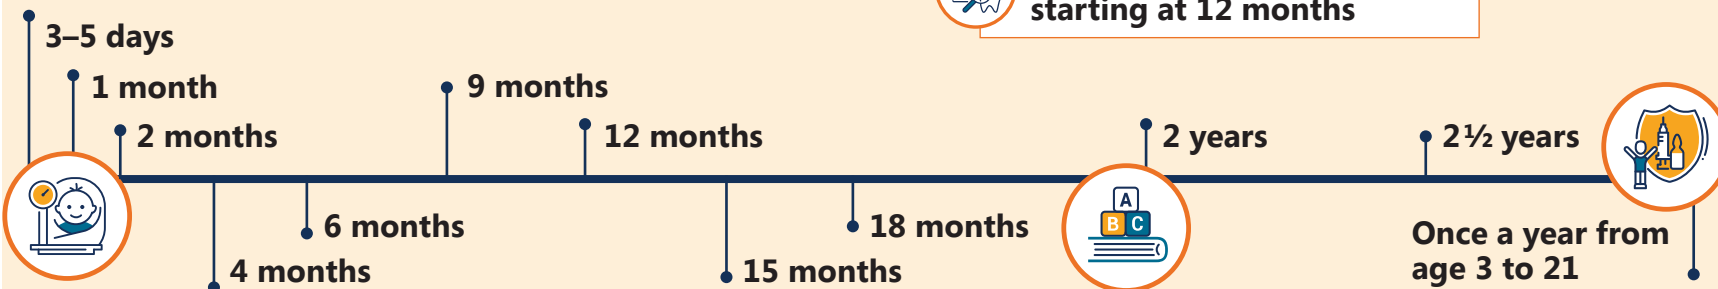 starting at 12 months
3–5 days
1 month
2 months
4 months
6 months
9 months
12 months
15 months
18 months
A
B C
2 years
2½ years
Once a year from
age 3 to 21